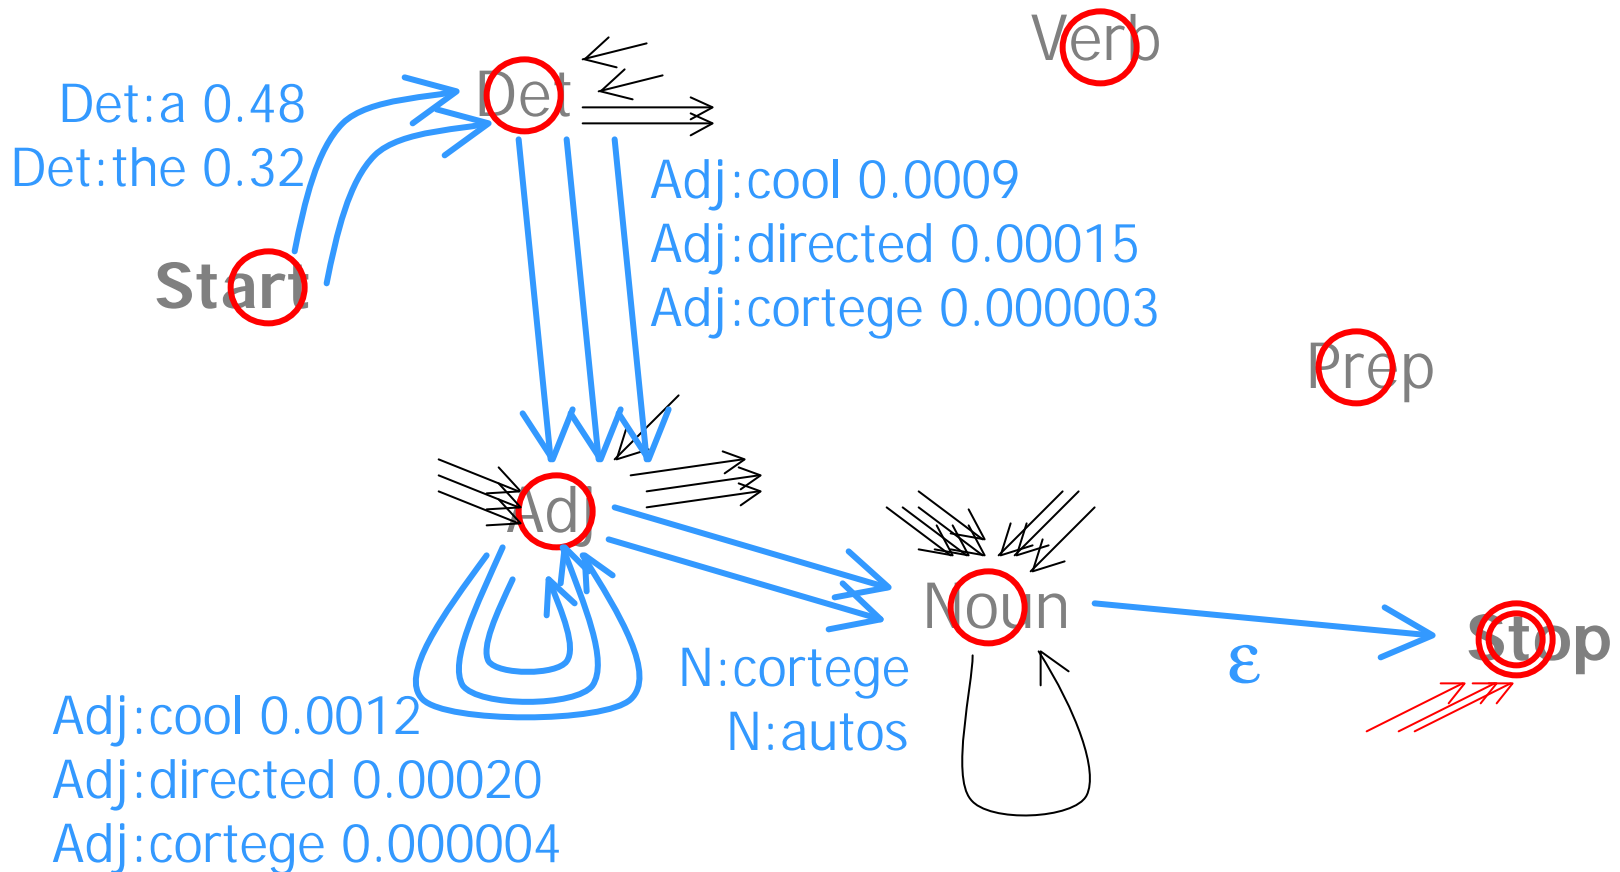 Verb
Det
Det:a 0.48
Det:the 0.32
Adj:cool 0.0009
Adj:directed 0.00015
Adj:cortege 0.000003
Start
Prep
Adj
Noun
ε
Stop
N:cortege
N:autos
Adj:cool 0.0012
Adj:directed 0.00020
Adj:cortege 0.000004